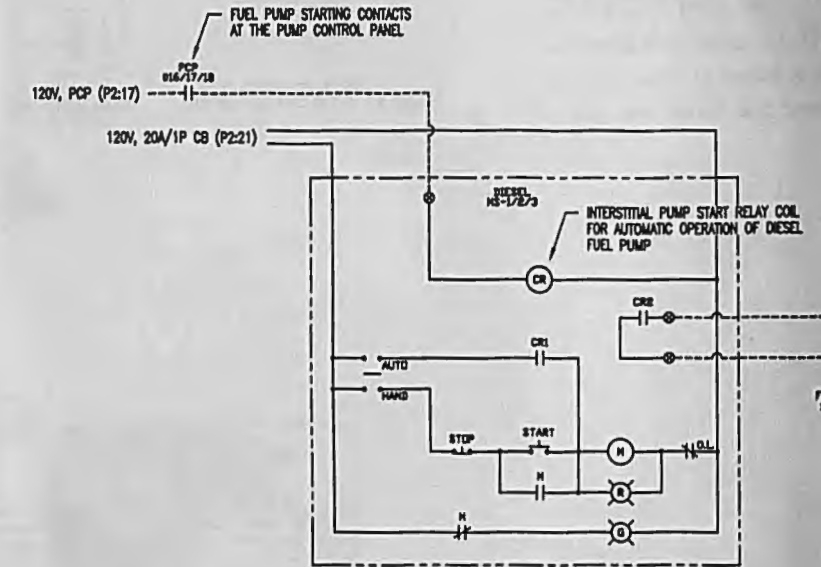 FUEL PUMP STARTING CONTACTS
AT THE PUMP CONTROL PANEL
PCP
016/17/18
120V, PCP (P2:17)
120V, 20A/1P CB (P2:21)
DIESEL
MS-1/2/3
INTERSTITIAL PUMP START RELAY COIL
FOR AUTOMATIC OPERATION OF DIESEL
FUEL PUMP
CR
CR2
CR1
AUTO
HAND
STOP
START
M
O.L
M
R
M
G